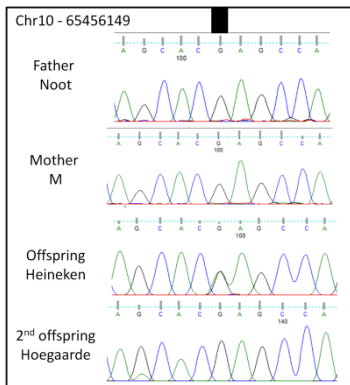 Chr10 - 65456149
A G C A C G A G C C A
100
Father
Noot
A G C A C G A G C C A
100
Mother
M
A G C A C G A G C C A
100
Offspring
Heineken
A G C A C G A G C C A
140
2nd offspring
Hoegaarde